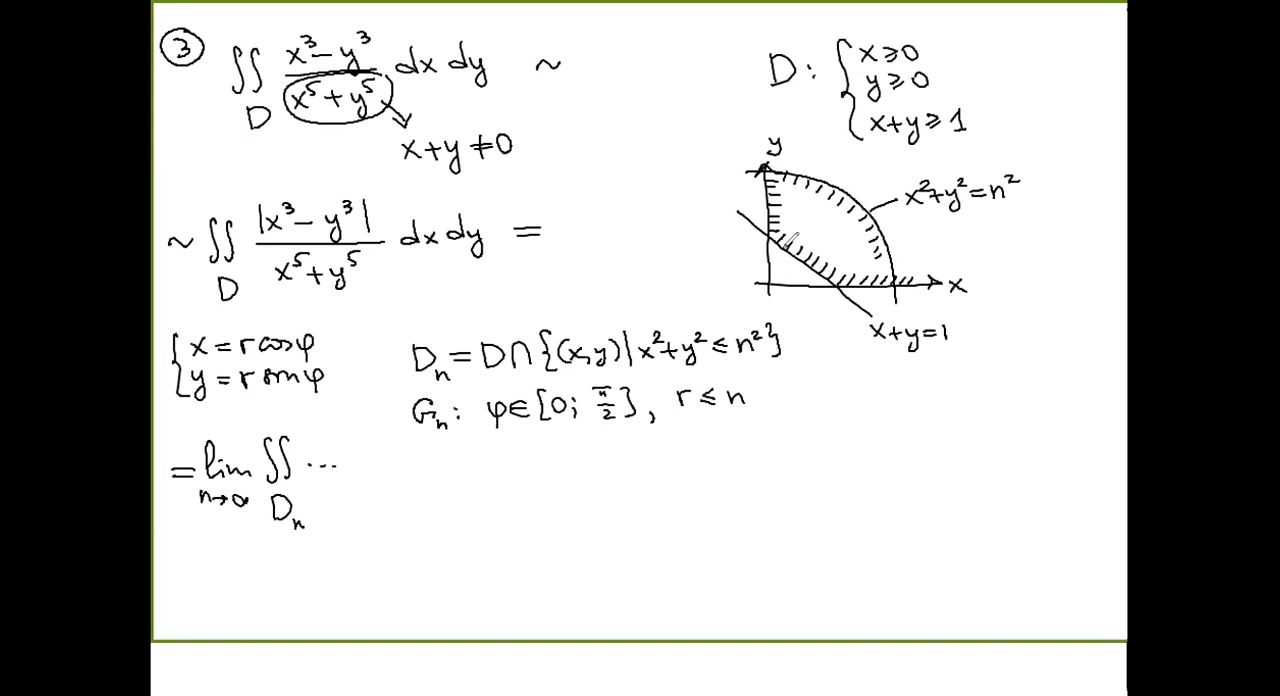 ③ ∬_D (x³ - y³)/(x⁵ + y⁵) dx dy ~
x + y ≠ 0
D: { x ⩾ 0
y ⩾ 0
x + y ⩾ 1
y
x² + y² = n²
x
x + y = 1
~ ∬_D |x³ - y³|/(x⁵ + y⁵) dx dy =
{ x = r cos φ
y = r sin φ
D_n = D ∩ {(x, y) | x² + y² ⩽ n²}
G_n: φ ∈ [0; π/2], r ⩽ n
= lim_{n→∞} ∬_{D_n} ...